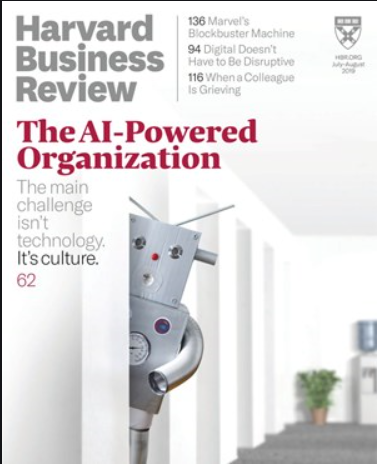 Harvard
Business
Review
136 Marvel's
Blockbuster Machine
94 Digital Doesn't
Have to Be Disruptive
116 When a Colleague
Is Grieving
HBR.ORG
July–August
2019
The AI-Powered
Organization
The main
challenge
isn't
technology.
It's culture.
62